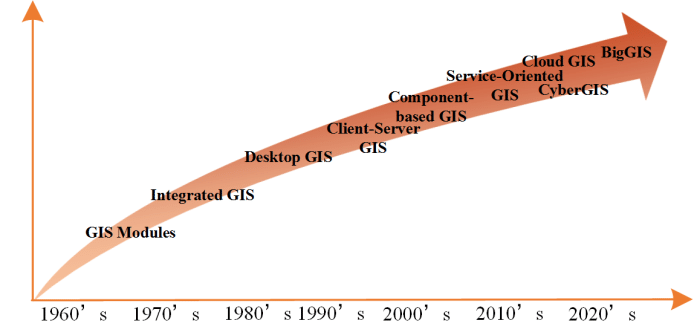 BigGIS
Cloud GIS
Service-Oriented
GIS
CyberGIS
Component-
based GIS
Client-Server
GIS
Desktop GIS
Integrated GIS
GIS Modules
1960’s 1970’s 1980’s 1990’s 2000’s 2010’s 2020’s